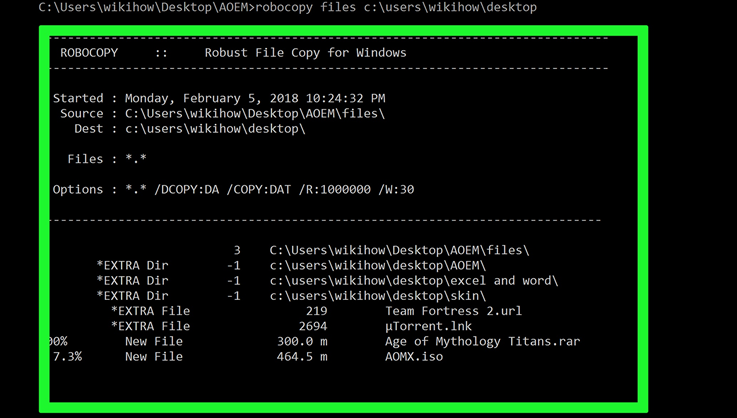 C:\Users\wikihow\Desktop\AOEM>robocopy files c:\users\wikihow\desktop
-------------------------------------------------------------------------------
ROBOCOPY     ::     Robust File Copy for Windows
-------------------------------------------------------------------------------
Started : Monday, February 5, 2018 10:24:32 PM
Source : C:\Users\wikihow\Desktop\AOEM\files\
Dest : c:\users\wikihow\desktop\
Files : *.*
Options : *.* /DCOPY:DA /COPY:DAT /R:1000000 /W:30
------------------------------------------------------------------------------
3    C:\Users\wikihow\Desktop\AOEM\files\
*EXTRA Dir        -1    c:\users\wikihow\desktop\AOEM\
*EXTRA Dir        -1    c:\users\wikihow\desktop\excel and word\
*EXTRA Dir        -1    c:\users\wikihow\desktop\skin\
*EXTRA File    219    Team Fortress 2.url
*EXTRA File    2694    µTorrent.lnk
00%    New File    300.0 m    Age of Mythology Titans.rar
7.3%    New File    464.5 m    AOMX.iso